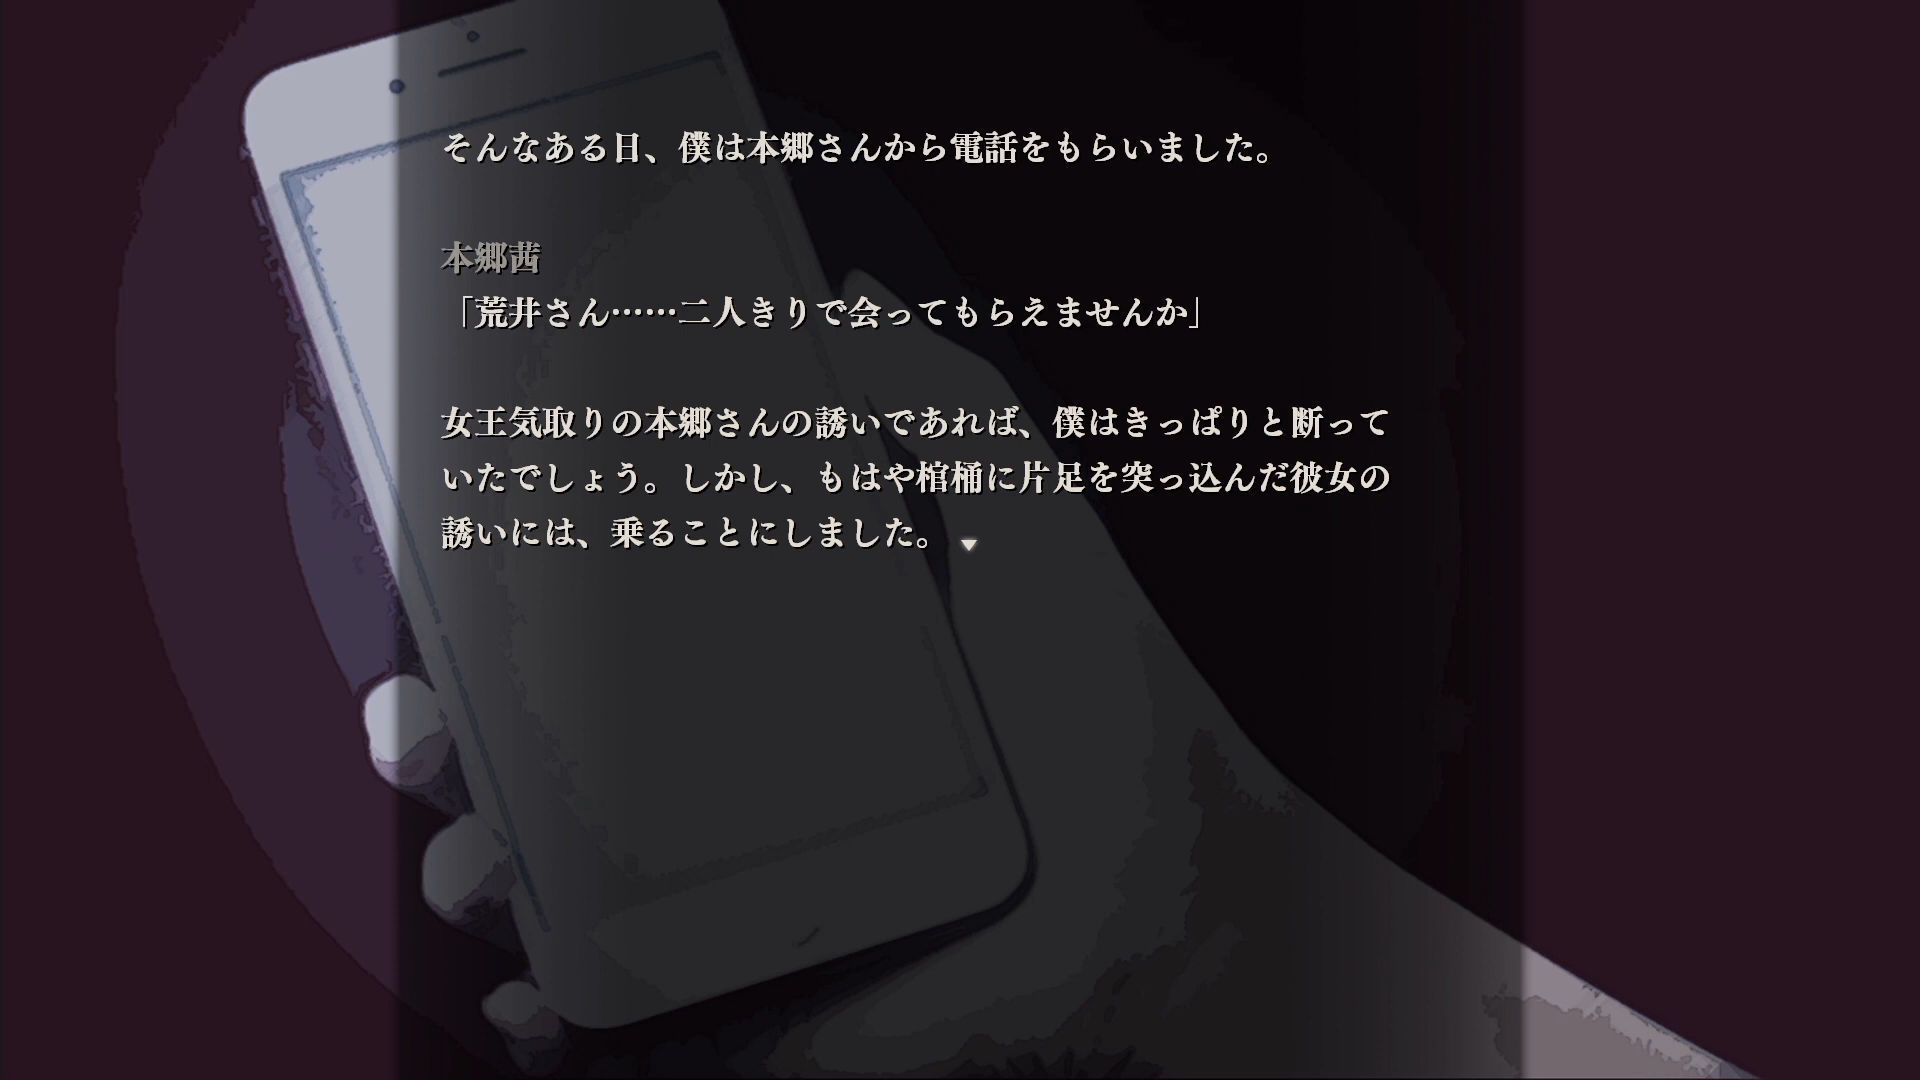 そんなある日、僕は本郷さんから電話をもらいました。
本郷茜
「荒井さん……二人きりで会ってもらえませんか」
女王気取りの本郷さんの誘いであれば、僕はきっぱりと断って
いたでしょう。しかし、もはや棺桶に片足を突っ込んだ彼女の
誘いには、乗ることにしました。